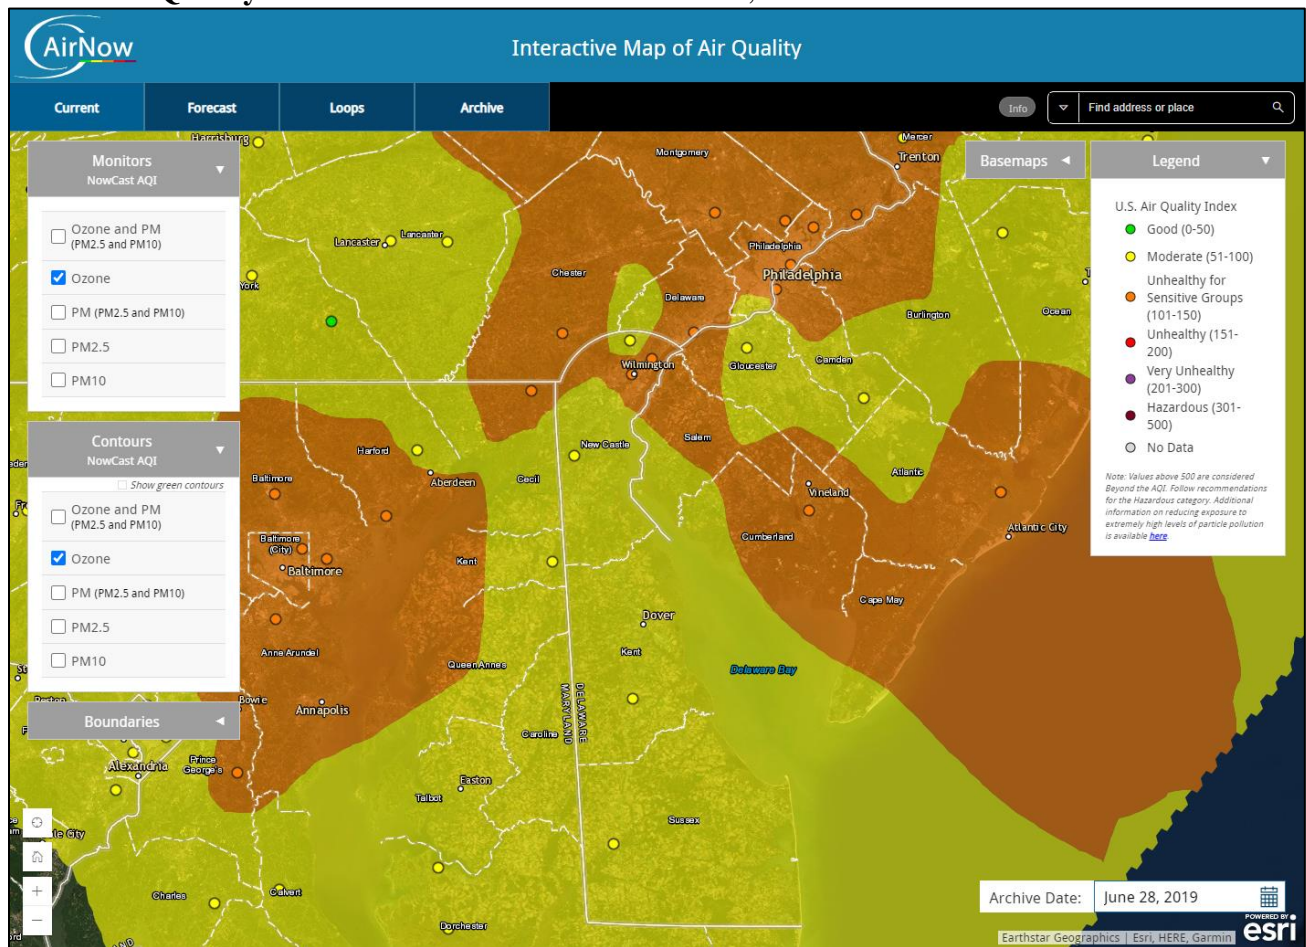 AirNow
Interactive Map of Air Quality
Current
Forecast
Loops
Archive
Info
Find address or place
Monitors
NowCast AQI
Ozone and PM
(PM2.5 and PM10)
Ozone
PM (PM2.5 and PM10)
PM2.5
PM10
Contours
NowCast AQI
Show green contours
Ozone and PM
(PM2.5 and PM10)
Ozone
PM (PM2.5 and PM10)
PM2.5
PM10
Boundaries
Basemaps
Legend
U.S. Air Quality Index
Good (0-50)
Moderate (51-100)
Unhealthy for
Sensitive Groups
(101-150)
Unhealthy (151-
200)
Very Unhealthy
(201-300)
Hazardous (301-
500)
No Data
Note: Values above 500 are considered
Beyond the AQI. Follow recommendations
for the Hazardous category. Additional
information on reducing exposure to
extremely high levels of particle pollution
is available here.
Harrisburg
Mercer
Montgomery
Trenton
Lancaster
Lancaster
Philadelphia
York
Chester
Philadelphia
Delaware
Burlington
Ocean
Wilmington
Gloucester
Camden
Harford
New Castle
Salem
Baltimore
Aberdeen
Cecil
Atlantic
Vineland
Baltimore
(City)
Baltimore
Kent
Cumberland
Atlantic City
Cape May
Dover
Anne Arundel
Queen Annes
Kent
Delaware Bay
Bowie
Annapolis
DELAWARE
MARYLAND
Caroline
Alexandria
Prince
George's
Easton
Talbot
Sussex
Charles
Calvert
Dorchester
Archive Date:
June 28, 2019
Earthstar Geographics | Esri, HERE, Garmin
POWERED BY
esri